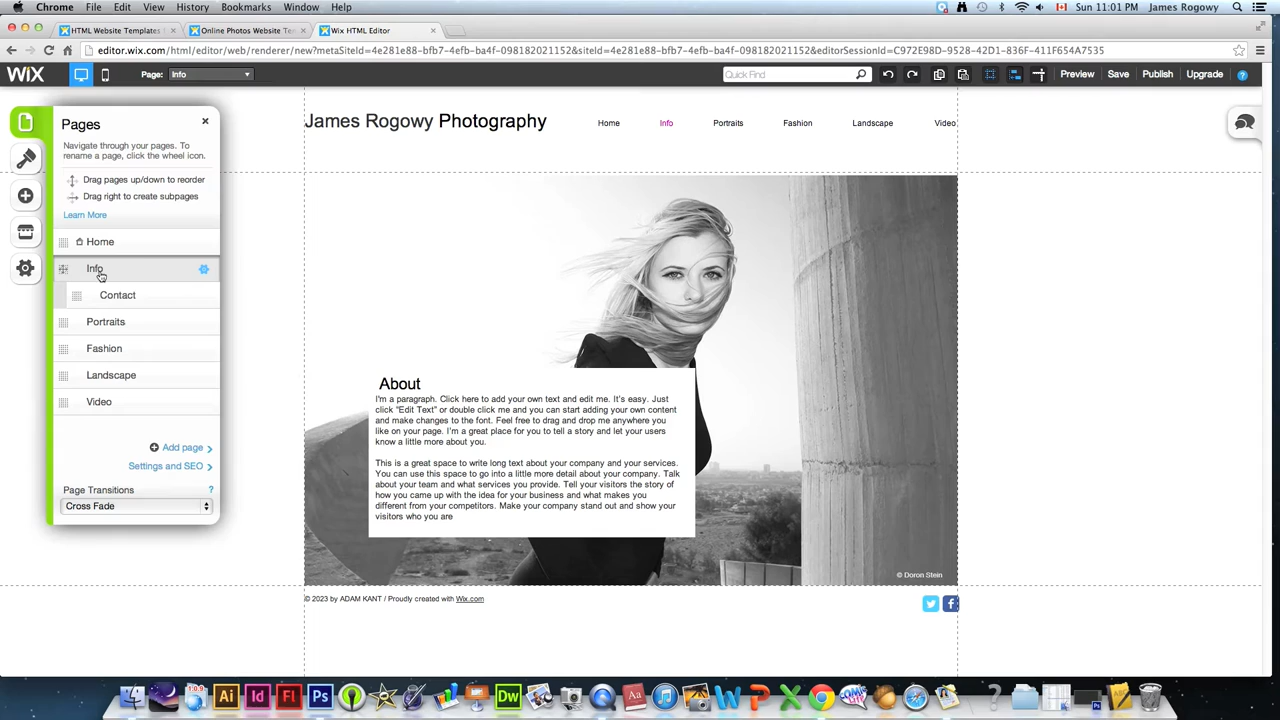 Chrome File Edit View History Bookmarks Window Help Sun 11:01 PM James Rogowy
HTML Website Templates Online Photos Website Tem Wix HTML Editor
editor.wix.com/html/editor/web/renderer/new?metaSiteId=4e281e88-bfb7-4efb-ba4f-098182021152&siteId=4e281e88-bfb7-4efb-ba4f-098182021152&editorSessionId=C972E98D-9528-42D1-836F-411F654A7535
WiX Page: Info Quick Find Preview Save Publish Upgrade ?
Pages ×
Navigate through your pages. To
rename a page, click the wheel icon.
Drag pages up/down to reorder
Drag right to create subpages
Learn More
Home
Info
Contact
Portraits
Fashion
Landscape
Video
Add page >
Settings and SEO >
Page Transitions ?
Cross Fade
James Rogowy Photography Home Info Portraits Fashion Landscape Video
About
I'm a paragraph. Click here to add your own text and edit me. It's easy. Just
click "Edit Text" or double click me and you can start adding your own content
and make changes to the font. Feel free to drag and drop me anywhere you
like on your page. I'm a great place for you to tell a story and let your users
know a little more about you.
This is a great space to write long text about your company and your services.
You can use this space to go into a little more detail about your company. Talk
about your team and what services you provide. Tell your visitors the story of
how you came up with the idea for your business and what makes you
different from your competitors. Make your company stand out and show your
visitors who you are
© Doron Stein
© 2023 by ADAM KANT / Proudly created with Wix.com
Ai Id Fl Ps Dw Aa W P X